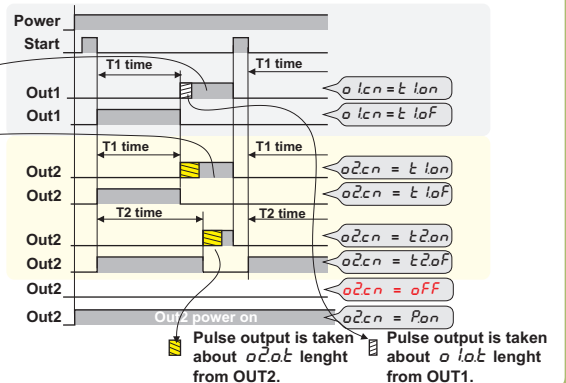 Power
Start
T1 time
T1 time
Out1
o1.cn = t1.on
Out1
o1.cn = t1.oF
T1 time
T1 time
Out2
o2.cn = t1.on
Out2
o2.cn = t1.oF
T2 time
T2 time
Out2
o2.cn = t2.on
Out2
o2.cn = t2.oF
Out2
o2.cn = oFF
Out2
Out2 power on
o2.cn = P.on
Pulse output is taken
about o2.o.t lenght
from OUT2.
Pulse output is taken
about o1.o.t lenght
from OUT1.